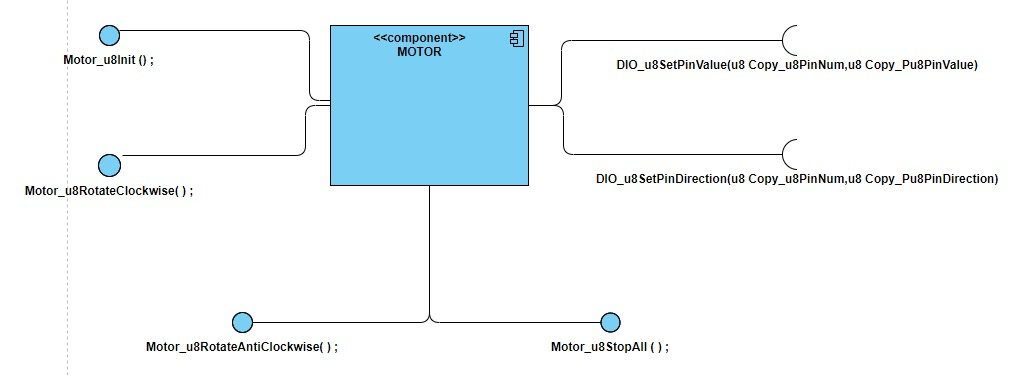 <<component>>
MOTOR
Motor_u8Init () ;
DIO_u8SetPinValue(u8 Copy_u8PinNum,u8 Copy_Pu8PinValue)
Motor_u8RotateClockwise( ) ;
DIO_u8SetPinDirection(u8 Copy_u8PinNum,u8 Copy_Pu8PinDirection)
Motor_u8RotateAntiClockwise( ) ;
Motor_u8StopAll ( ) ;